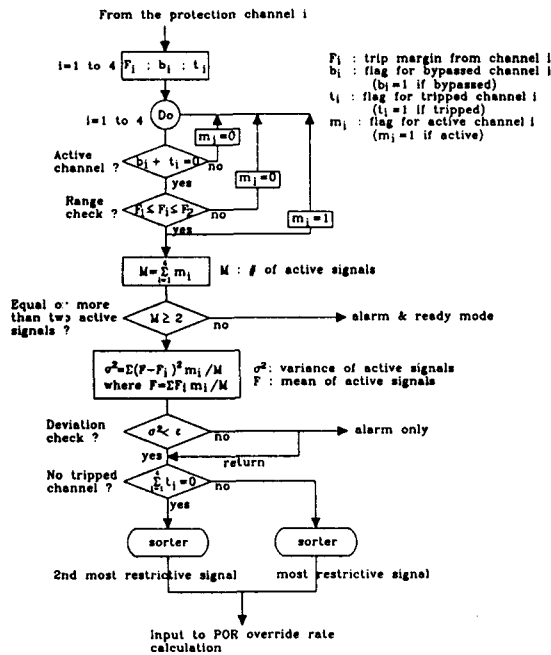 From the protection channel i
i=1 to 4
F_i ; b_i ; t_i
F_i : trip margin from channel i
b_i : flag for bypassed channel i
(b_i=1 if bypassed)
t_i : flag for tripped channel i
(t_i=1 if tripped)
m_i : flag for active channel i
(m_i=1 if active)
i=1 to 4
Do
m_i=0
Active
channel ?
b_i + t_i=0
no
yes
m_i=0
Range
check ?
F_1≤F_i≤F_2
no
m_i=1
yes
M=Σ m_i
4
i=1
M : # of active signals
Equal or more
than two active
signals ?
M≥2
no
alarm & ready mode
σ²=Σ(F-F_i)²m_i/M
where F=ΣF_i m_i/M
σ²: variance of active signals
F : mean of active signals
Deviation
check ?
σ²< ε
no
alarm only
yes
return
No tripped
channel ?
Σ t_i=0
4
i=1
no
yes
sorter
sorter
2nd most restrictive signal
most restrictive signal
Input to POR override rate
calculation